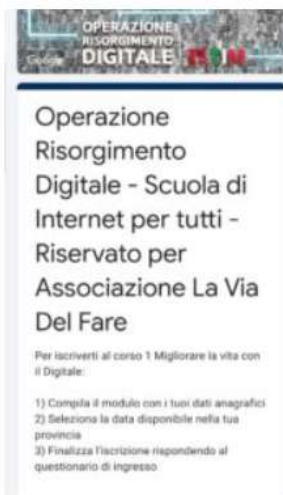 OPERAZIONE
RISORGIMENTO
DIGITALE
Google
TIM
Operazione
Risorgimento
Digitale - Scuola di
Internet per tutti -
Riservato per
Associazione La Via
Del Fare
Per iscriverti al corso 1 Migliorare la vita con
il Digitale:
1) Compila il modulo con i tuoi dati anagrafici
2) Seleziona la data disponibile nella tua
provincia
3) Finalizza l'iscrizione rispondendo al
questionario di ingresso